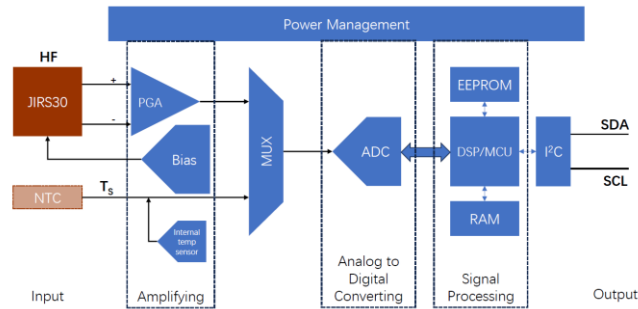 Power Management
HF
JIRS30
+
-
PGA
Bias
NTC
Ts
Internal
temp
sensor
MUX
ADC
EEPROM
DSP/MCU
RAM
I²C
SDA
SCL
Input
Amplifying
Analog to
Digital
Converting
Signal
Processing
Output